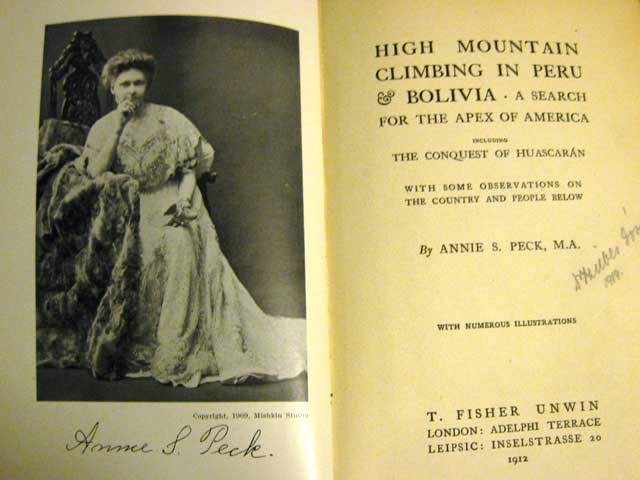 Copyright, 1909, Mishkin Studio
Annie S. Peck.
HIGH MOUNTAIN
CLIMBING IN PERU
& BOLIVIA · A SEARCH
FOR THE APEX OF AMERICA
INCLUDING
THE CONQUEST OF HUASCARÁN
WITH SOME OBSERVATIONS ON
THE COUNTRY AND PEOPLE BELOW
By ANNIE S. PECK, M.A.
WITH NUMEROUS ILLUSTRATIONS
T. FISHER UNWIN
LONDON: ADELPHI TERRACE
LEIPSIC: INSELSTRASSE 20
1912